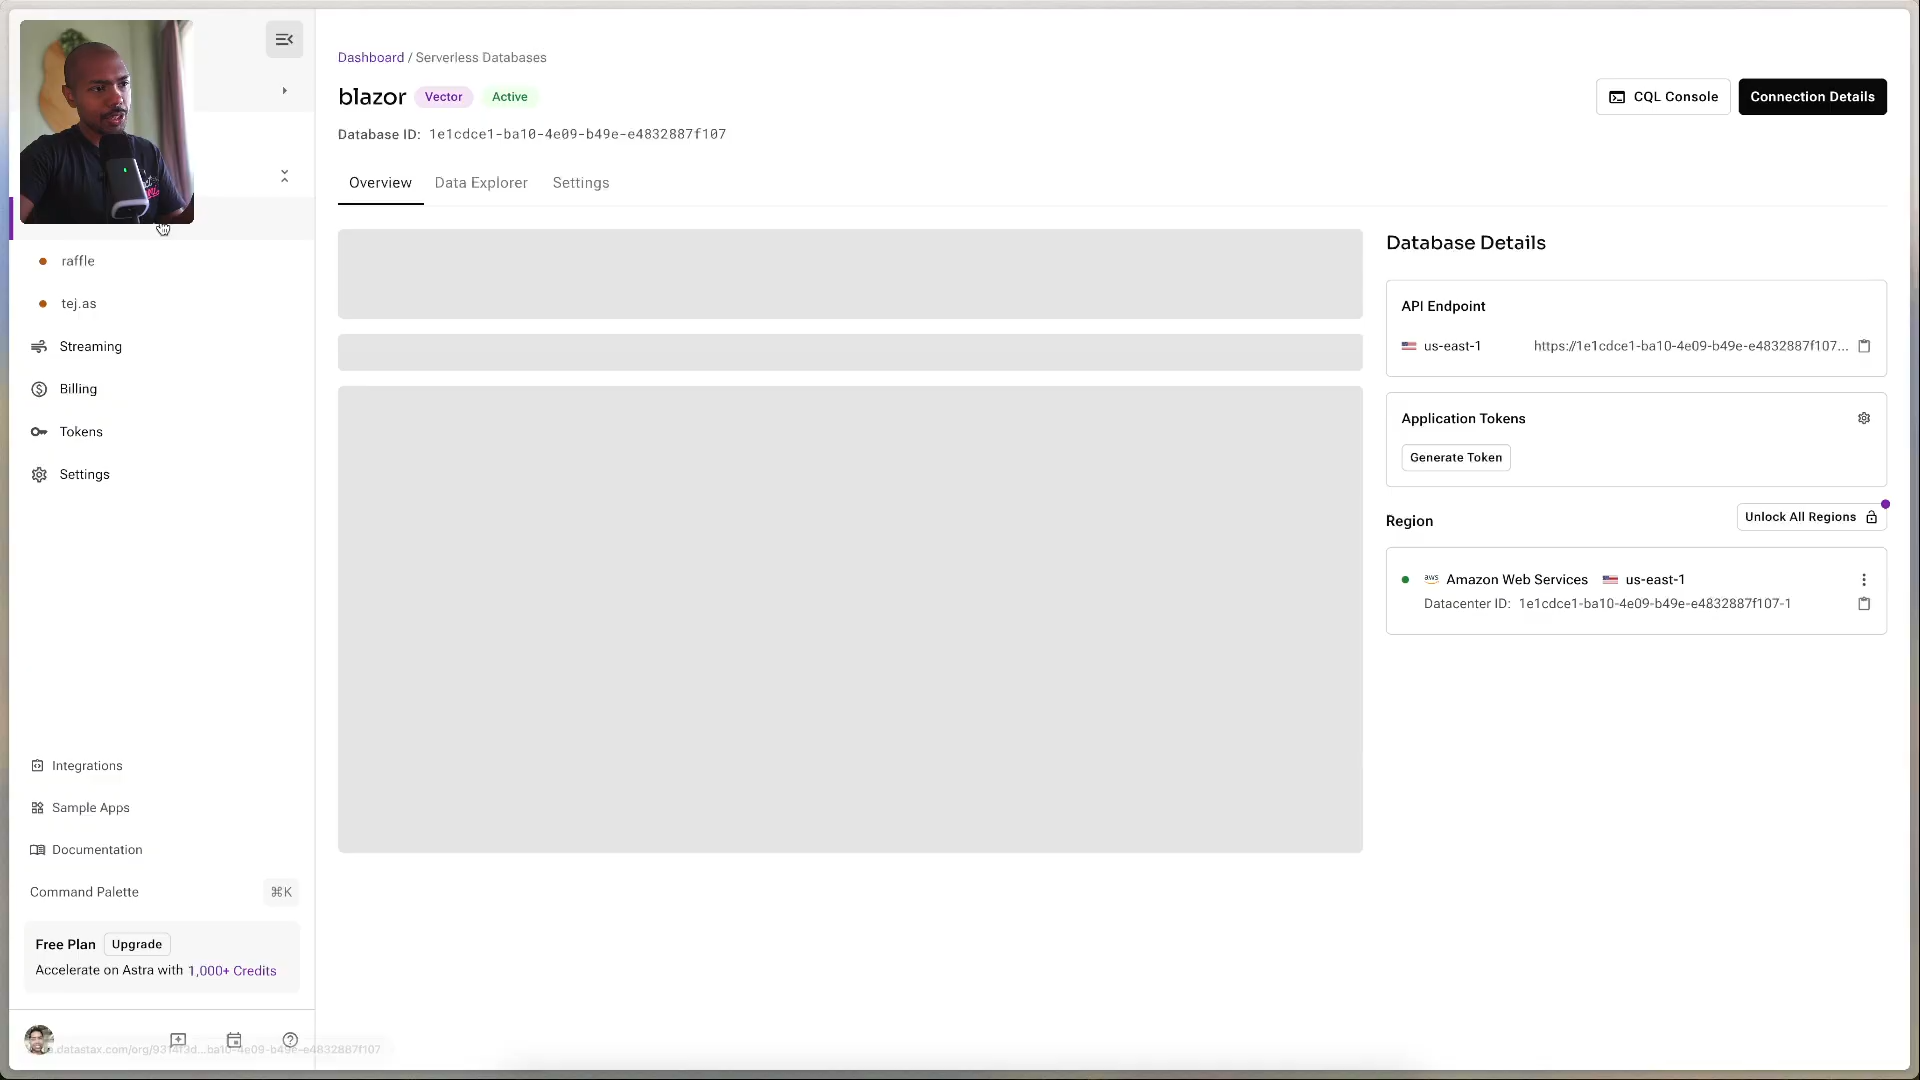 Dashboard / Serverless Databases
blazor Vector Active
CQL Console
Connection Details
Database ID: 1e1cdce1-ba10-4e09-b49e-e4832887f107
Overview Data Explorer Settings
raffle
tej.as
Streaming
Billing
Tokens
Settings
Integrations
Sample Apps
Documentation
Command Palette ⌘K
Free Plan Upgrade
Accelerate on Astra with 1,000+ Credits
Database Details
API Endpoint
us-east-1 https://1e1cdce1-ba10-4e09-b49e-e4832887f107...
Application Tokens
Generate Token
Region
Unlock All Regions
aws Amazon Web Services us-east-1
Datacenter ID: 1e1cdce1-ba10-4e09-b49e-e4832887f107-1